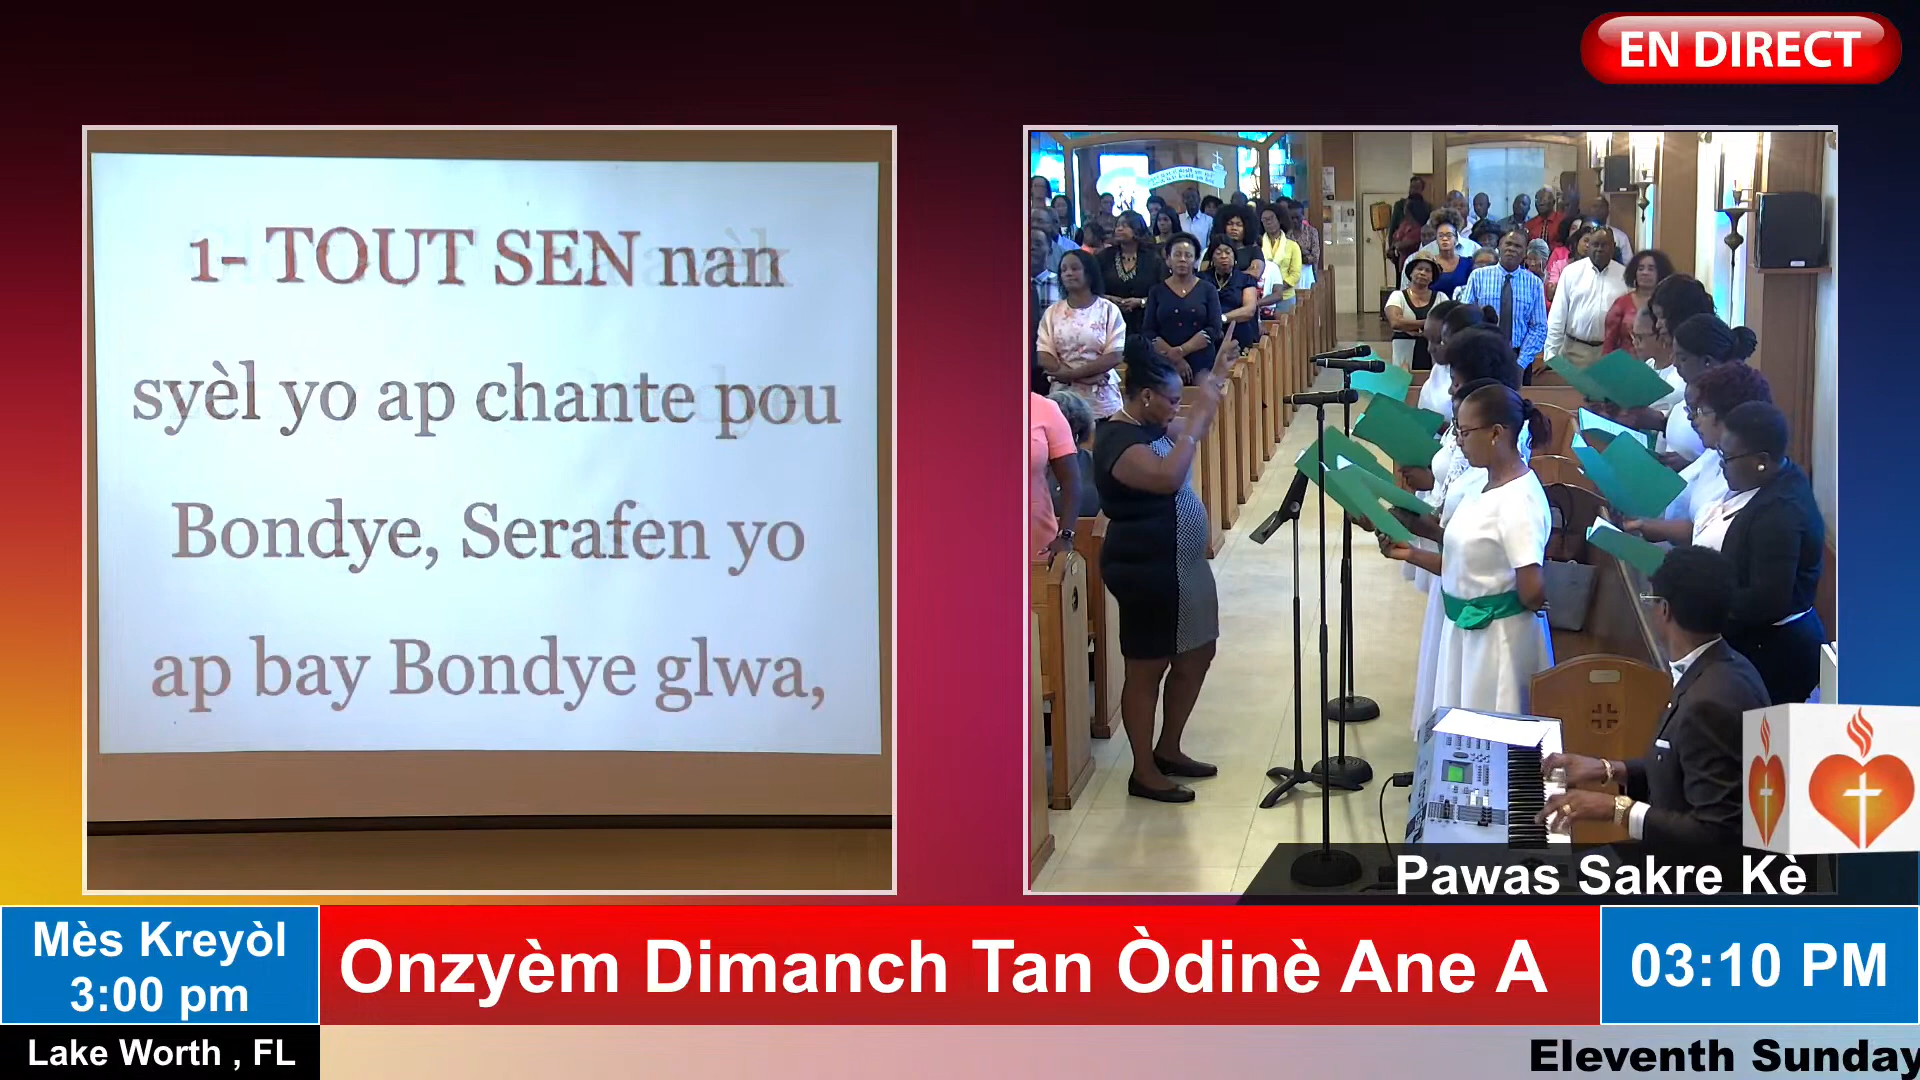 EN DIRECT
1- TOUT SEN nan
syèl yo ap chante pou
Bondye, Serafen yo
ap bay Bondye glwa,
Pawas Sakre Kè
Mès Kreyòl
3:00 pm
Onzyèm Dimanch Tan Òdinè Ane A
03:10 PM
Lake Worth , FL
Eleventh Sunday